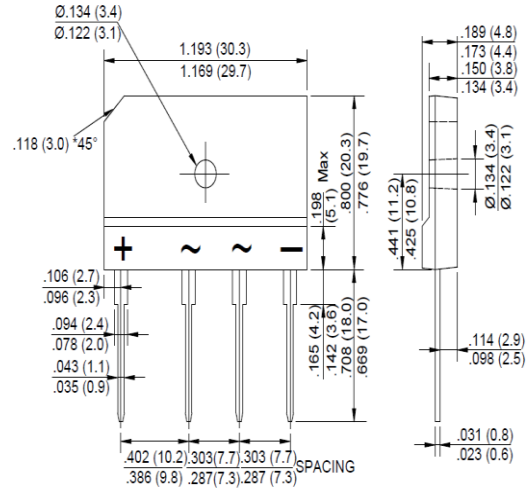 Ø.134 (3.4)
Ø.122 (3.1)
1.193 (30.3)
1.169 (29.7)
.189 (4.8)
.173 (4.4)
.150 (3.8)
.134 (3.4)
.118 (3.0) *45°
.198 Max
(5.1)
.800 (20.3)
.776 (19.7)
.441 (11.2)
.425 (10.8)
Ø.134 (3.4)
Ø.122 (3.1)
+ ~ ~ −
.106 (2.7)
.096 (2.3)
.094 (2.4)
.078 (2.0)
.043 (1.1)
.035 (0.9)
.165 (4.2)
.142 (3.6)
.708 (18.0)
.669 (17.0)
.114 (2.9)
.098 (2.5)
.031 (0.8)
.023 (0.6)
.402 (10.2) .303(7.7) .303 (7.7)
.386 (9.8) .287(7.3) .287 (7.3)
SPACING